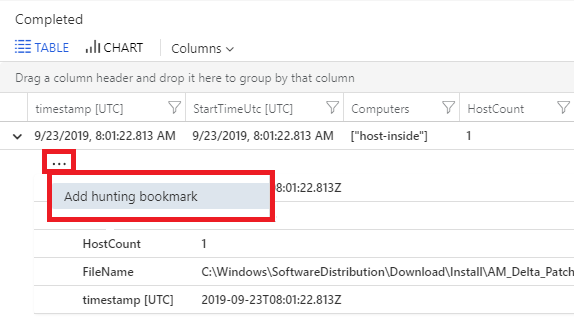 Completed
TABLE CHART Columns
Drag a column header and drop it here to group by that column
timestamp [UTC] StartTimeUtc [UTC] Computers HostCount
9/23/2019, 8:01:22.813 AM 9/23/2019, 8:01:22.813 AM ["host-inside"] 1
...
Add hunting bookmark 8:01:22.813Z
HostCount 1
FileName C:\Windows\SoftwareDistribution\Download\Install\AM_Delta_Patch
timestamp [UTC] 2019-09-23T08:01:22.813Z